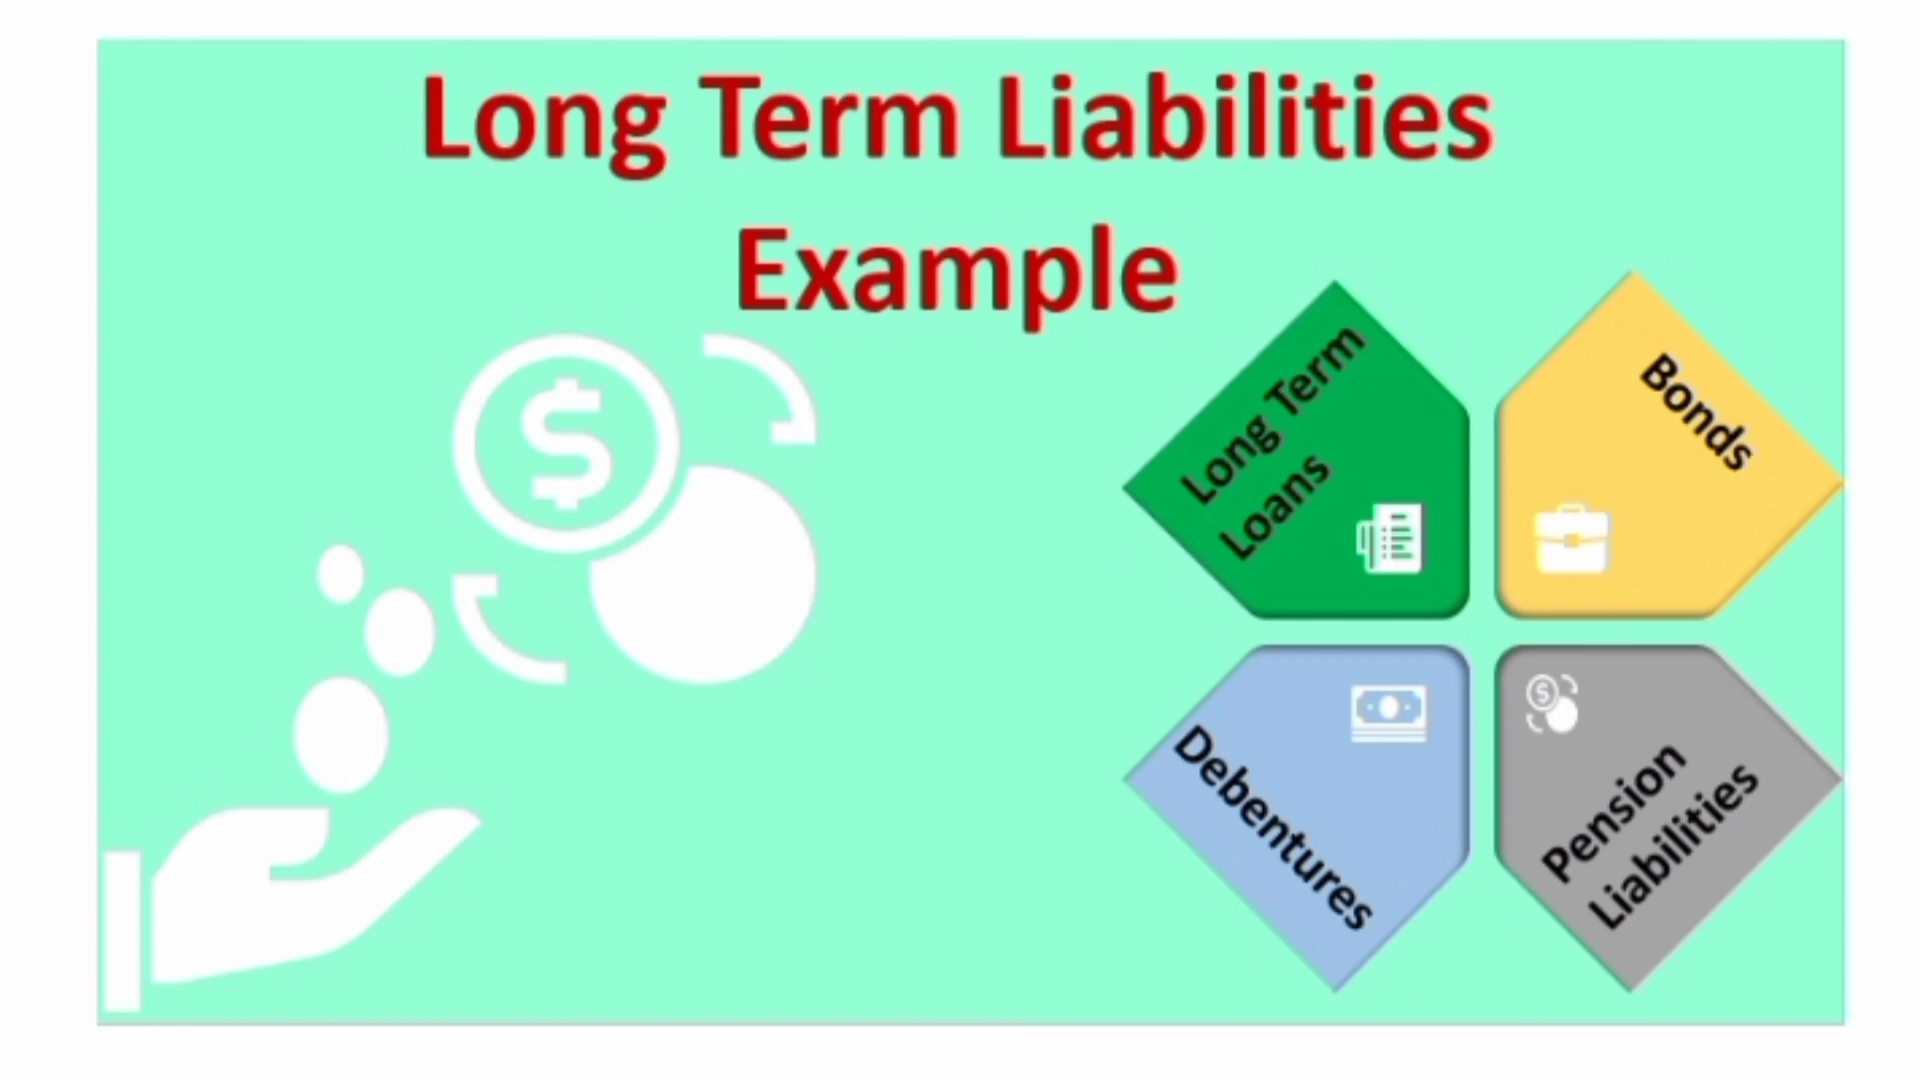 Long Term Liabilities
Example
Long Term
Loans
Bonds
Debentures
Pension
Liabilities